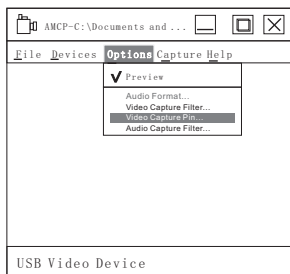 AMCP-C:\Documents and ...
File Devices Options Capture Help
Preview
Audio Format...
Video Capture Filter...
Video Capture Pin...
Audio Capture Filter...
USB Video Device